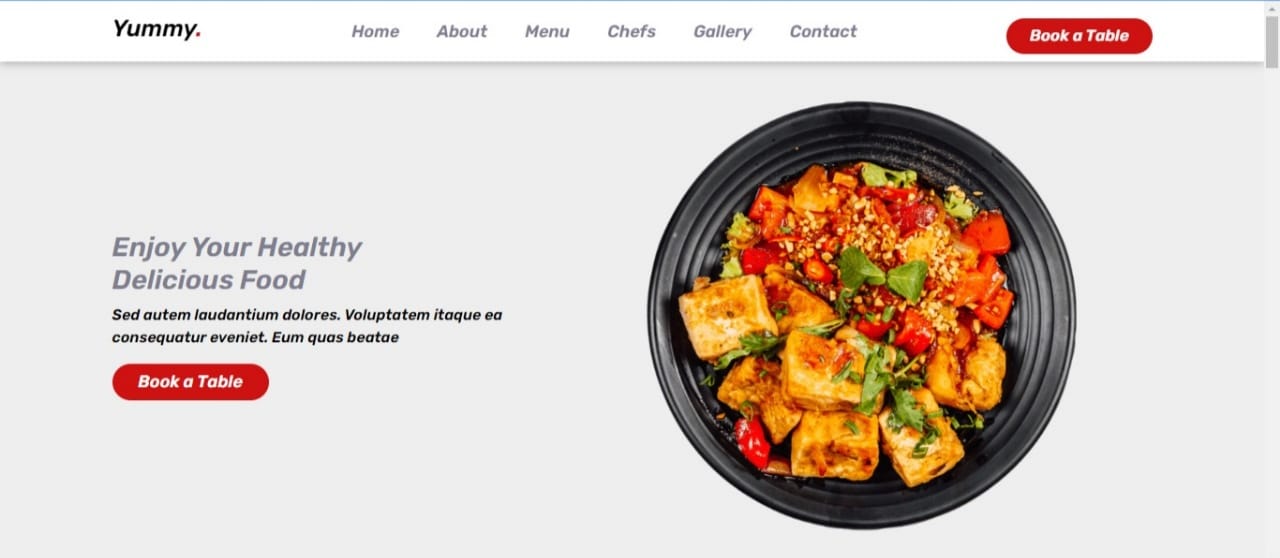 Yummy.
Home About Menu Chefs Gallery Contact
Book a Table
Enjoy Your Healthy
Delicious Food
Sed autem laudantium dolores. Voluptatem itaque ea
consequatur eveniet. Eum quas beatae
Book a Table